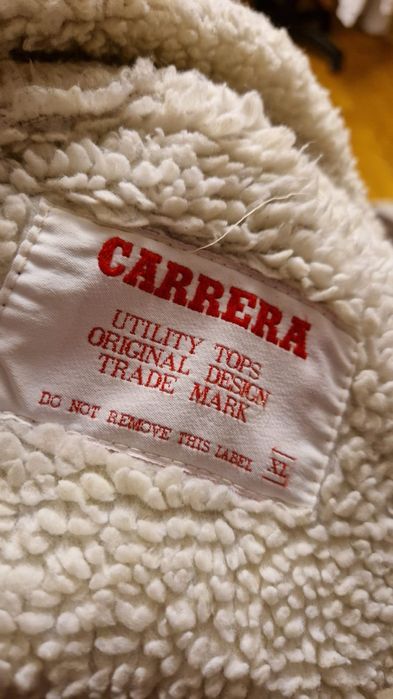 CARRERA
UTILITY TOPS
ORIGINAL DESIGN
TRADE MARK
DO NOT REMOVE THIS LABEL XL